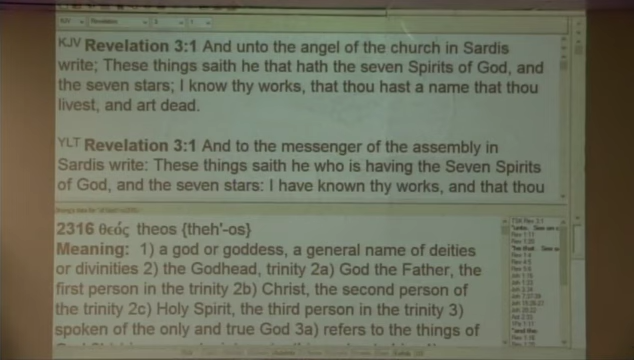 KJV Revelation 3:1 And unto the angel of the church in Sardis
write; These things saith he that hath the seven Spirits of God, and
the seven stars; I know thy works, that thou hast a name that thou
livest, and art dead.
YLT Revelation 3:1 And to the messenger of the assembly in
Sardis write: These things saith he who is having the Seven Spirits
of God, and the seven stars: I have known thy works, and that thou
2316 θεός theos {theh'-os}
Meaning: 1) a god or goddess, a general name of deities
or divinities 2) the Godhead, trinity 2a) God the Father, the
first person in the trinity 2b) Christ, the second person of
the trinity 2c) Holy Spirit, the third person in the trinity 3)
spoken of the only and true God 3a) refers to the things of